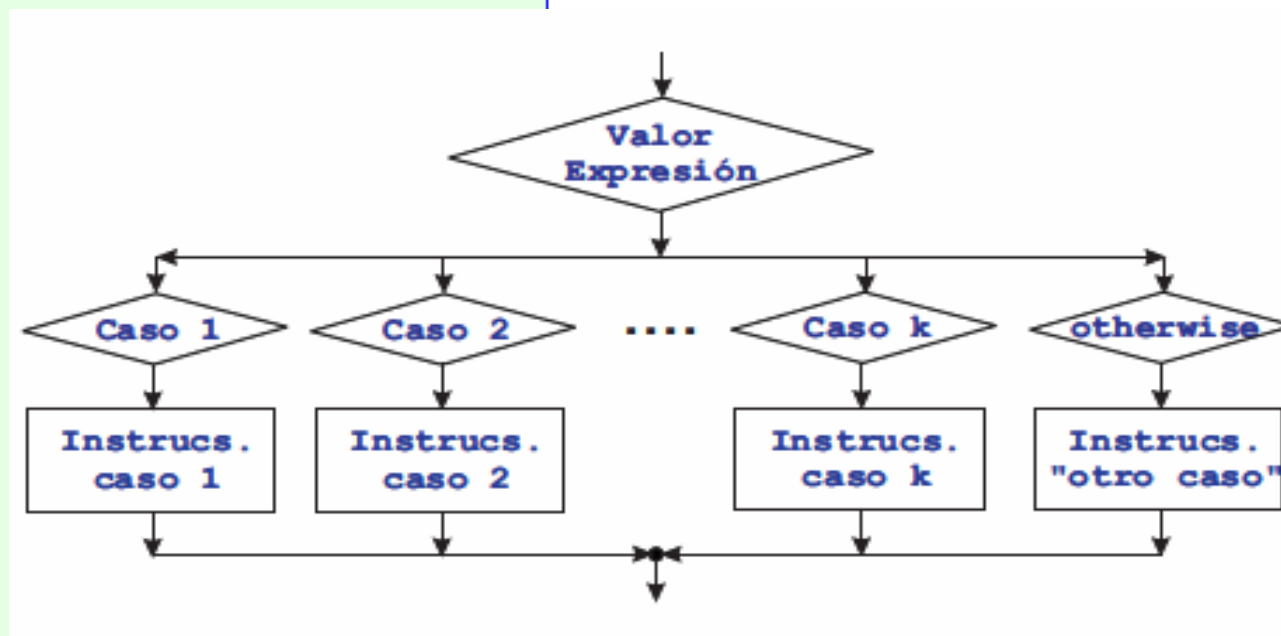 Valor
Expresión
Caso 1
Caso 2
....
Caso k
otherwise
Instrucs.
caso 1
Instrucs.
caso 2
Instrucs.
caso k
Instrucs.
"otro caso"